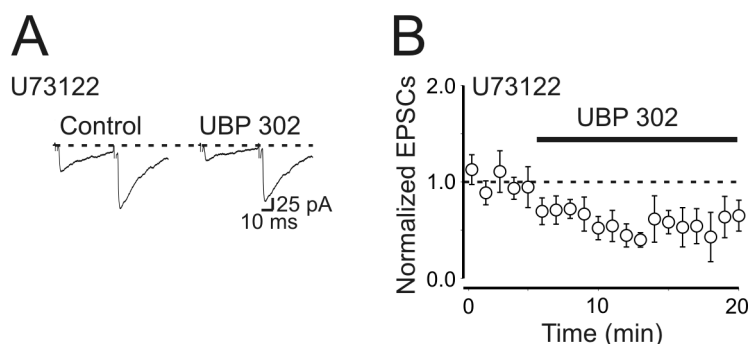 A
U73122
Control UBP 302
25 pA
10 ms
B
Normalized EPSCs
2.0
1.0
0.0
U73122
UBP 302
0 10 20
Time (min)